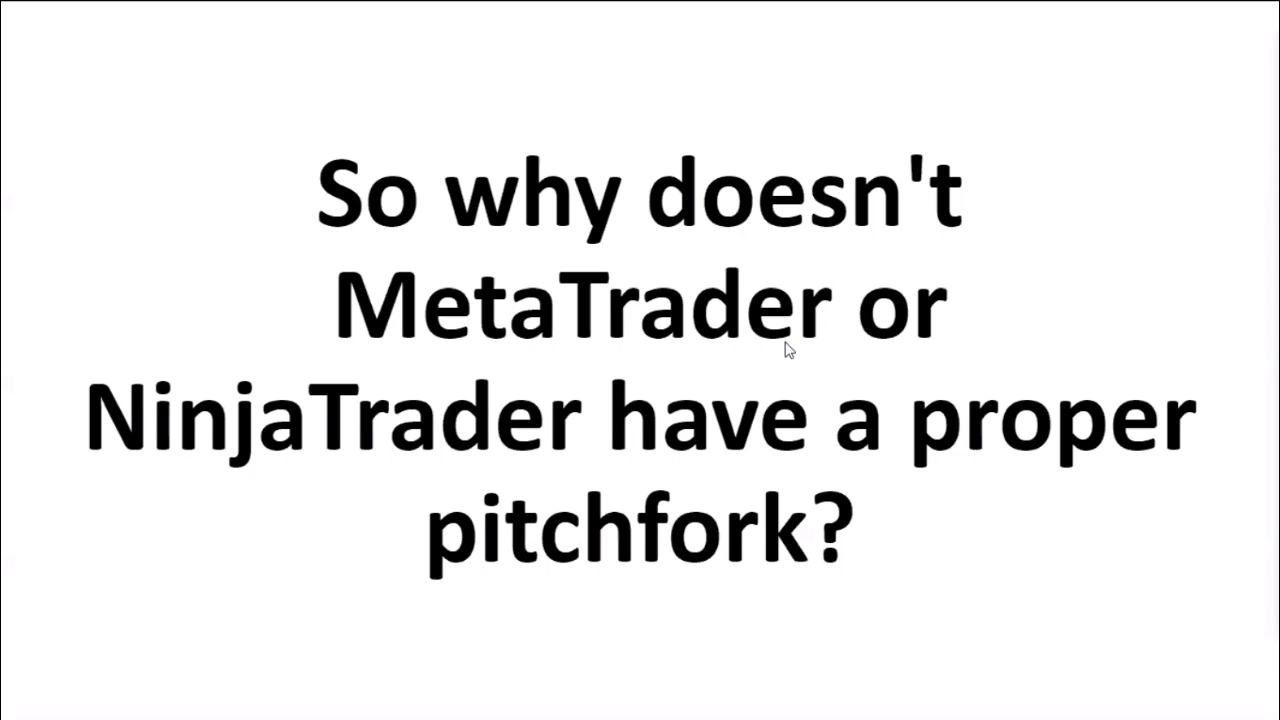 So why doesn't
MetaTrader or
NinjaTrader have a proper
pitchfork?